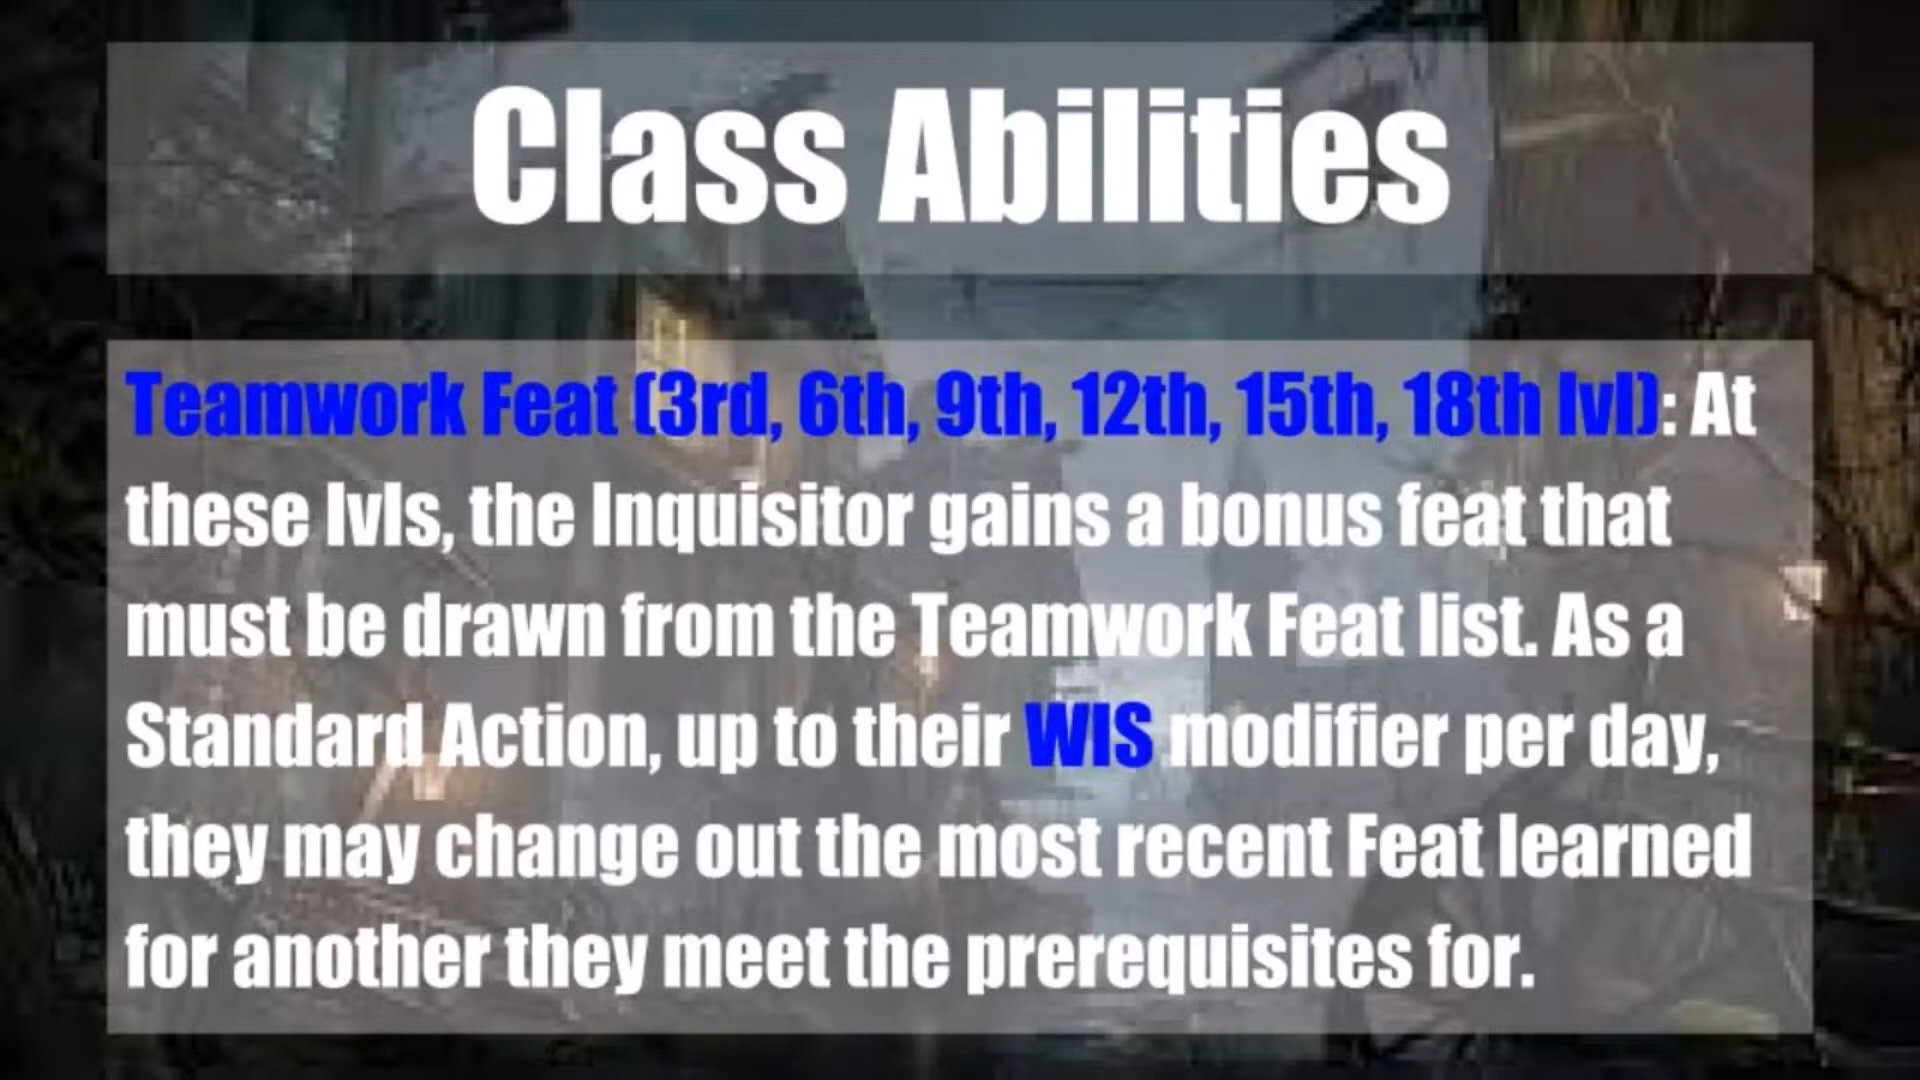 Class Abilities
Teamwork Feat (3rd, 6th, 9th, 12th, 15th, 18th lvl): At
these lvls, the Inquisitor gains a bonus feat that
must be drawn from the Teamwork Feat list. As a
Standard Action, up to their WIS modifier per day,
they may change out the most recent Feat learned
for another they meet the prerequisites for.